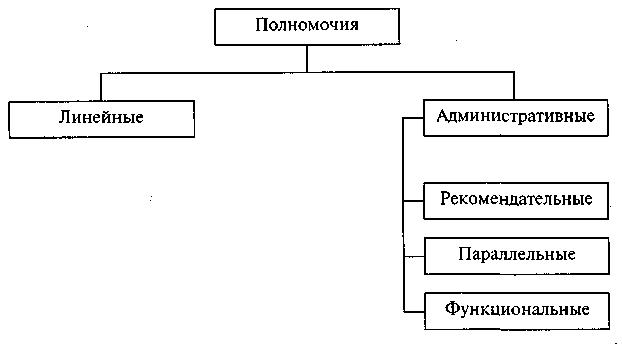 Полномочия
Линейные
Административные
Рекомендательные
Параллельные
Функциональные